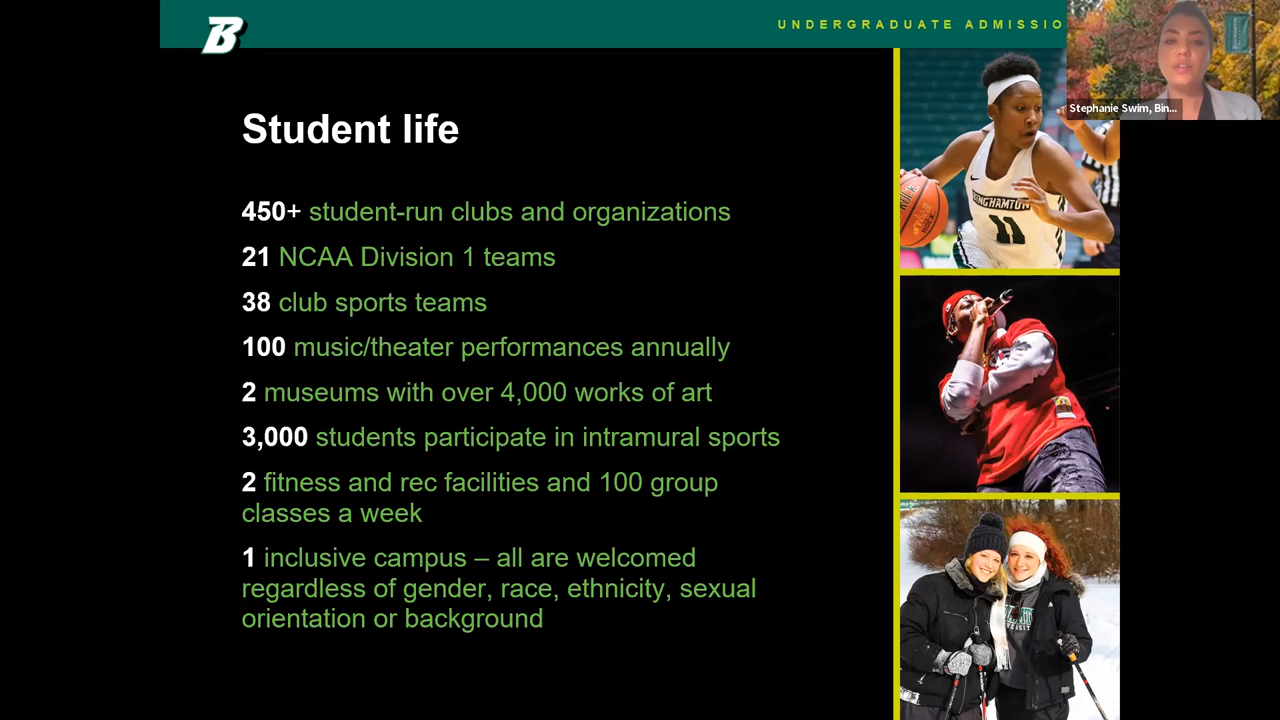 B
UNDERGRADUATE ADMISSIO
Stephanie Swim, Bin...
Student life
450+ student-run clubs and organizations
21 NCAA Division 1 teams
38 club sports teams
100 music/theater performances annually
2 museums with over 4,000 works of art
3,000 students participate in intramural sports
2 fitness and rec facilities and 100 group
classes a week
1 inclusive campus – all are welcomed
regardless of gender, race, ethnicity, sexual
orientation or background
11